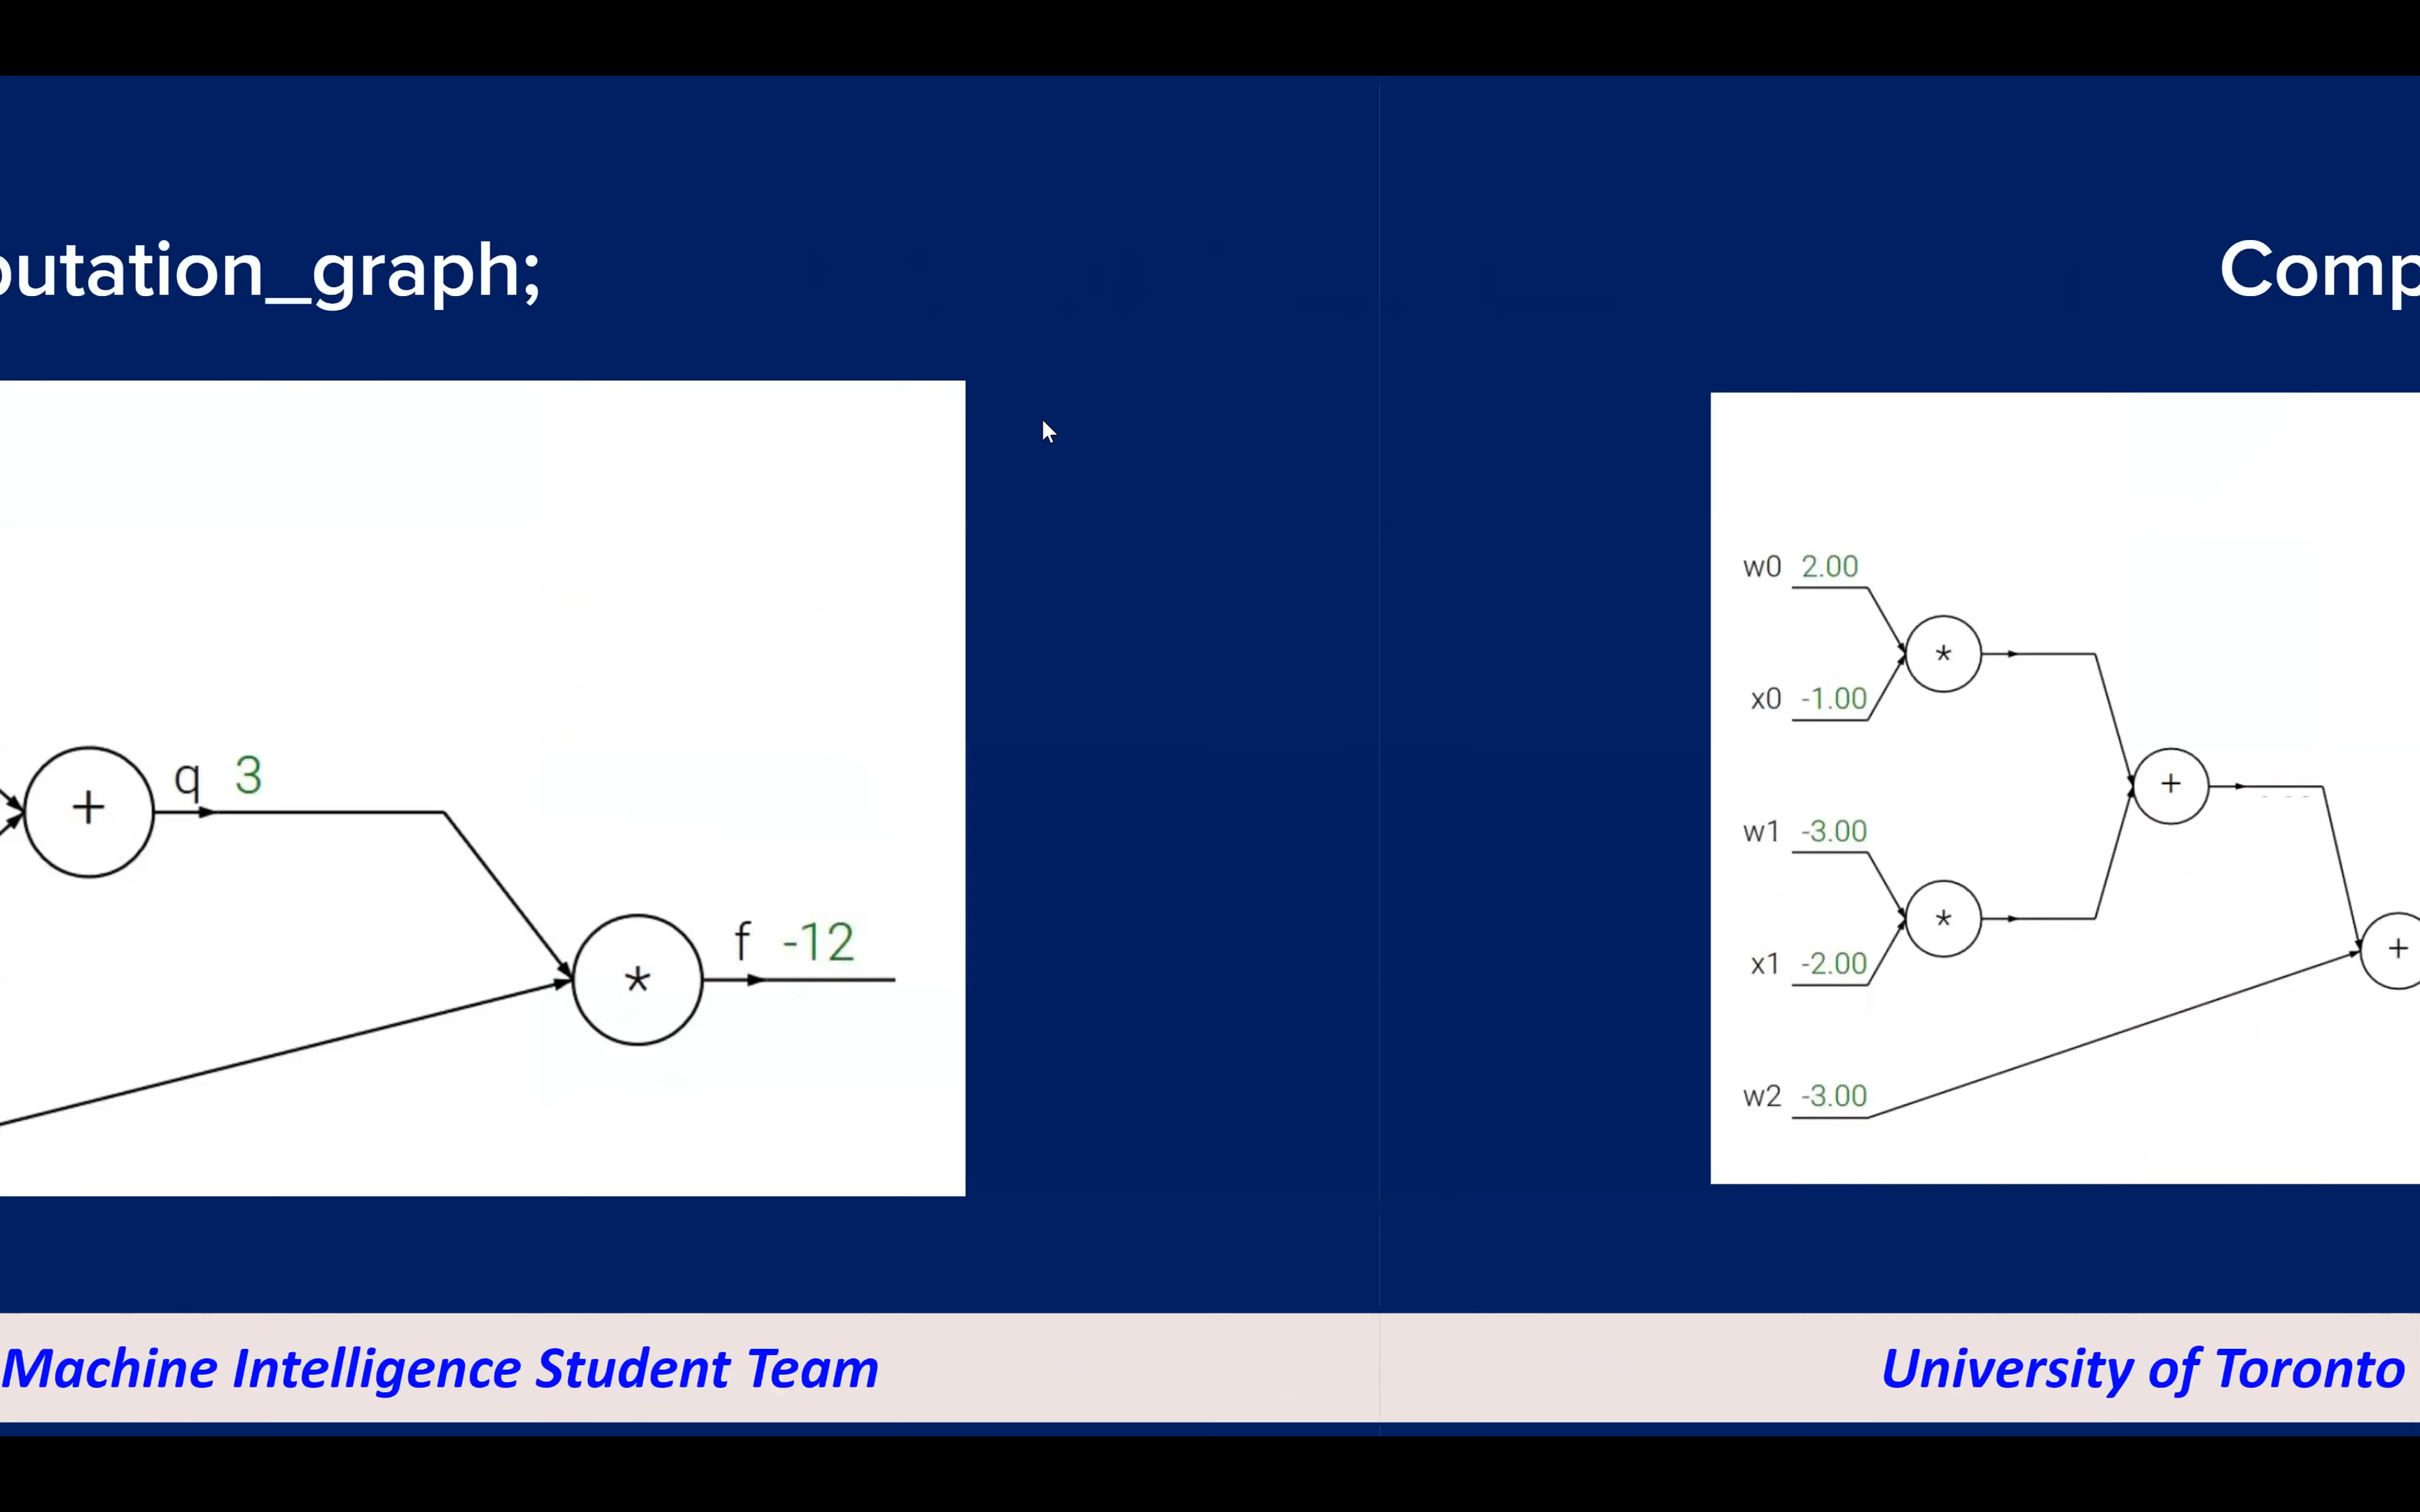 putation_graph;
+
q 3
*
f -12
Machine Intelligence Student Team
Comp
w0 2.00
*
x0 -1.00
+
w1 -3.00
*
x1 -2.00
+
w2 -3.00
University of Toronto